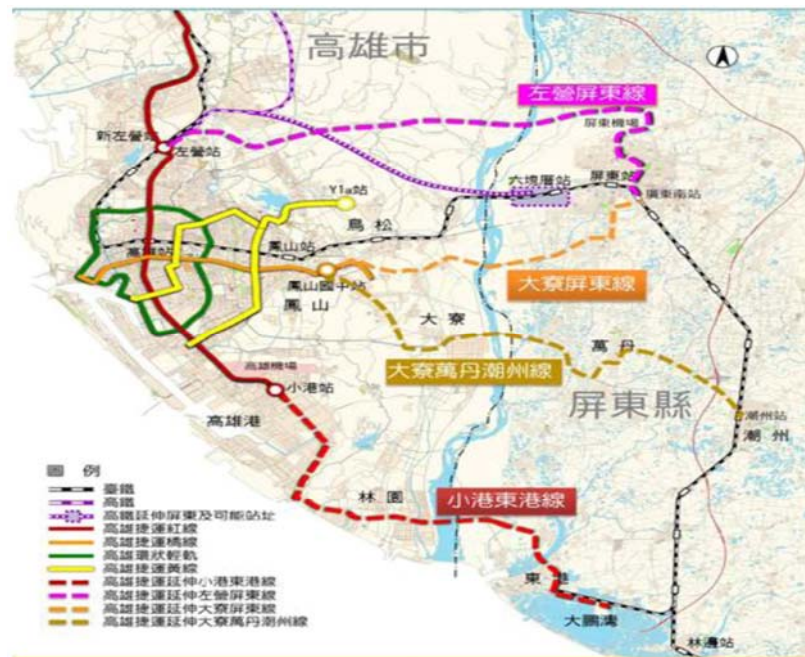 高雄市
左營屏東線
屏東機場
新左營站
左營站
六塊厝站
屏東站
Y1a站
廣東南站
鳥松
高雄站
鳳山站
大寮屏東線
鳳山國中站
鳳山
大寮
萬丹
大寮萬丹潮州線
高雄機場
小港站
屏東縣
潮州站
潮州
高雄港
圖例
臺鐵
高鐵
高鐵延伸屏東及可能站址
高雄捷運紅線
高雄捷運橘線
高雄環狀輕軌
高雄捷運黃線
高雄捷運延伸小港東港線
高雄捷運延伸左營屏東線
高雄捷運延伸大寮屏東線
高雄捷運延伸大寮萬丹潮州線
林園
小港東港線
東港
大鵬灣
林邊站